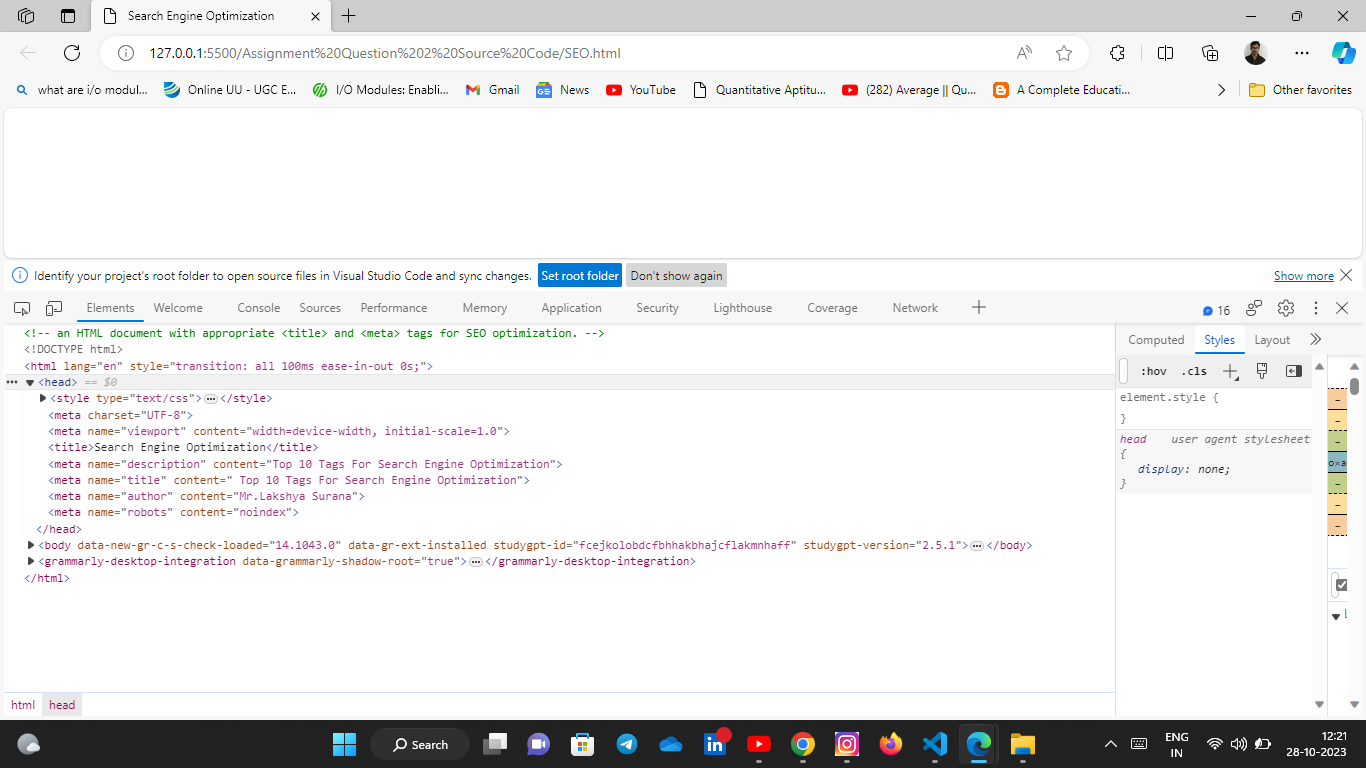 Search Engine Optimization
127.0.0.1:5500/Assignment%20Question%202%20Source%20Code/SEO.html
what are i/o modul... Online UU - UGC E... I/O Modules: Enabli... Gmail News YouTube Quantitative Aptitu... (282) Average || Qu... A Complete Educati... Other favorites
Identify your project's root folder to open source files in Visual Studio Code and sync changes. Set root folder Don't show again Show more
Elements Welcome Console Sources Performance Memory Application Security Lighthouse Coverage Network 16
<!-- an HTML document with appropriate <title> and <meta> tags for SEO optimization. -->
<!DOCTYPE html>
<html lang="en" style="transition: all 100ms ease-in-out 0s;">
<head> == $0
<style type="text/css">…</style>
<meta charset="UTF-8">
<meta name="viewport" content="width=device-width, initial-scale=1.0">
<title>Search Engine Optimization</title>
<meta name="description" content="Top 10 Tags For Search Engine Optimization">
<meta name="title" content=" Top 10 Tags For Search Engine Optimization">
<meta name="author" content="Mr.Lakshya Surana">
<meta name="robots" content="noindex">
</head>
<body data-new-gr-c-s-check-loaded="14.1043.0" data-gr-ext-installed studygpt-id="fcejkolobdcfbhhakbhajcflakmnhaff" studygpt-version="2.5.1">…</body>
<grammarly-desktop-integration data-grammarly-shadow-root="true">…</grammarly-desktop-integration>
</html>
Computed Styles Layout
:hov .cls
element.style {
}
head user agent stylesheet
{
display: none;
}
html head
Search
ENG
IN
12:21
28-10-2023